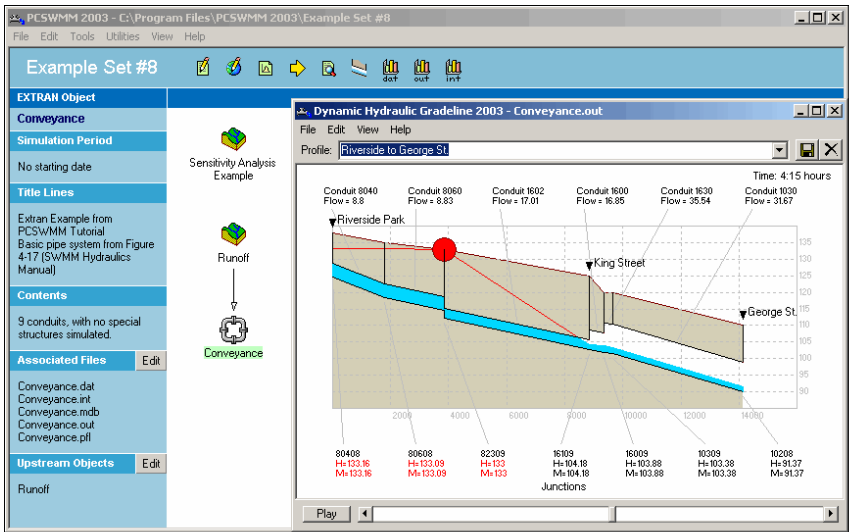 PCSWMM 2003 - C:\Program Files\PCSWMM 2003\Example Set #8
File Edit Tools Utilities View Help
Example Set #8
dat out int
EXTRAN Object
Conveyance
Simulation Period
No starting date
Title Lines
Extran Example from
PCSWMM Tutorial
Basic pipe system from Figure
4-17 (SWMM Hydraulics
Manual)
Contents
9 conduits, with no special
structures simulated.
Associated Files Edit
Conveyance.dat
Conveyance.int
Conveyance.mdb
Conveyance.out
Conveyance.pfl
Upstream Objects Edit
Runoff
Sensitivity Analysis
Example
Runoff
Conveyance
Dynamic Hydraulic Gradeline 2003 - Conveyance.out
File Edit View Help
Profile: Riverside to George St.
Time: 4:15 hours
Conduit 8040 Conduit 8060 Conduit 1602 Conduit 1600 Conduit 1630 Conduit 1030
Flow = 8.8 Flow = 8.83 Flow = 17.01 Flow = 16.85 Flow = 35.54 Flow = 31.67
Riverside Park
King Street
George St.
135
130
125
120
115
110
105
100
95
90
2000 4000 6000 8000 10000 12000 14000
80408 80608 82309 16109 16009 10309 10208
H=133.16 H=133.09 H=133 H=104.18 H=103.88 H=103.38 H=91.37
M=133.16 M=133.09 M=133 M=104.18 M=103.88 M=103.38 M=91.37
Junctions
Play